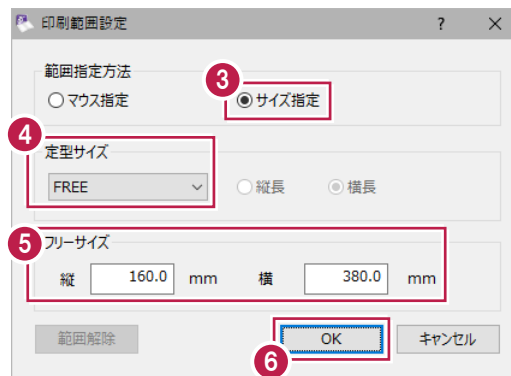 印刷範囲設定 ?
範囲指定方法
3
マウス指定 サイズ指定
4
定型サイズ
FREE 縦長 横長
5
フリーサイズ
縦 160.0 mm 横 380.0 mm
範囲解除 OK キャンセル
6